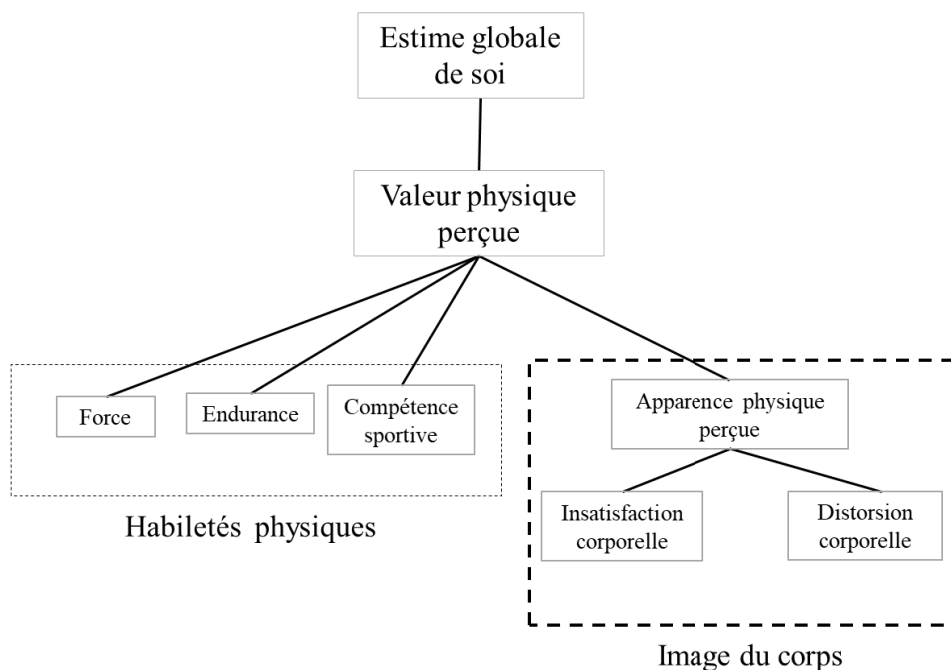 Estime globale
de soi
Valeur physique
perçue
Force
Endurance
Compétence
sportive
Habiletés physiques
Apparence physique
perçue
Insatisfaction
corporelle
Distorsion
corporelle
Image du corps